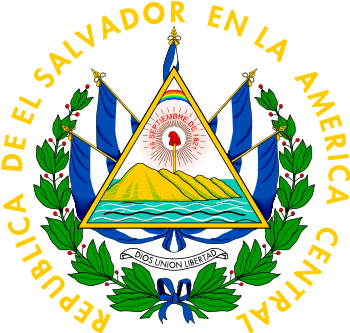 REPUBLICA DE EL SALVADOR EN LA AMERICA CENTRAL
15 SEPTIEMBRE DE 1821
DIOS UNION LIBERTAD